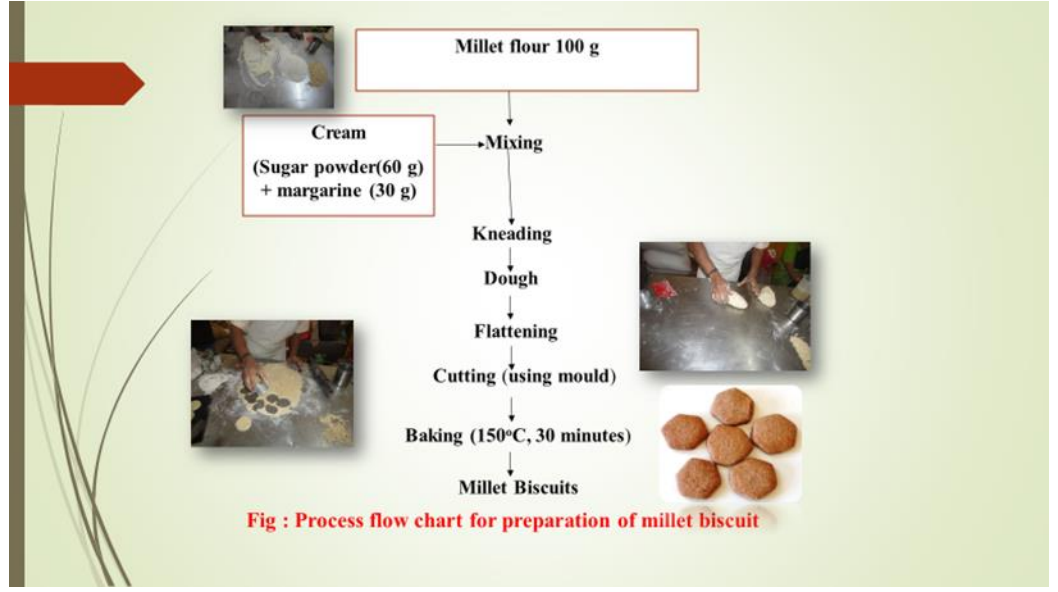 Millet flour 100 g
Cream
(Sugar powder(60 g)
+ margarine (30 g)
Mixing
Kneading
Dough
Flattening
Cutting (using mould)
Baking (150°C, 30 minutes)
Millet Biscuits
Fig : Process flow chart for preparation of millet biscuit